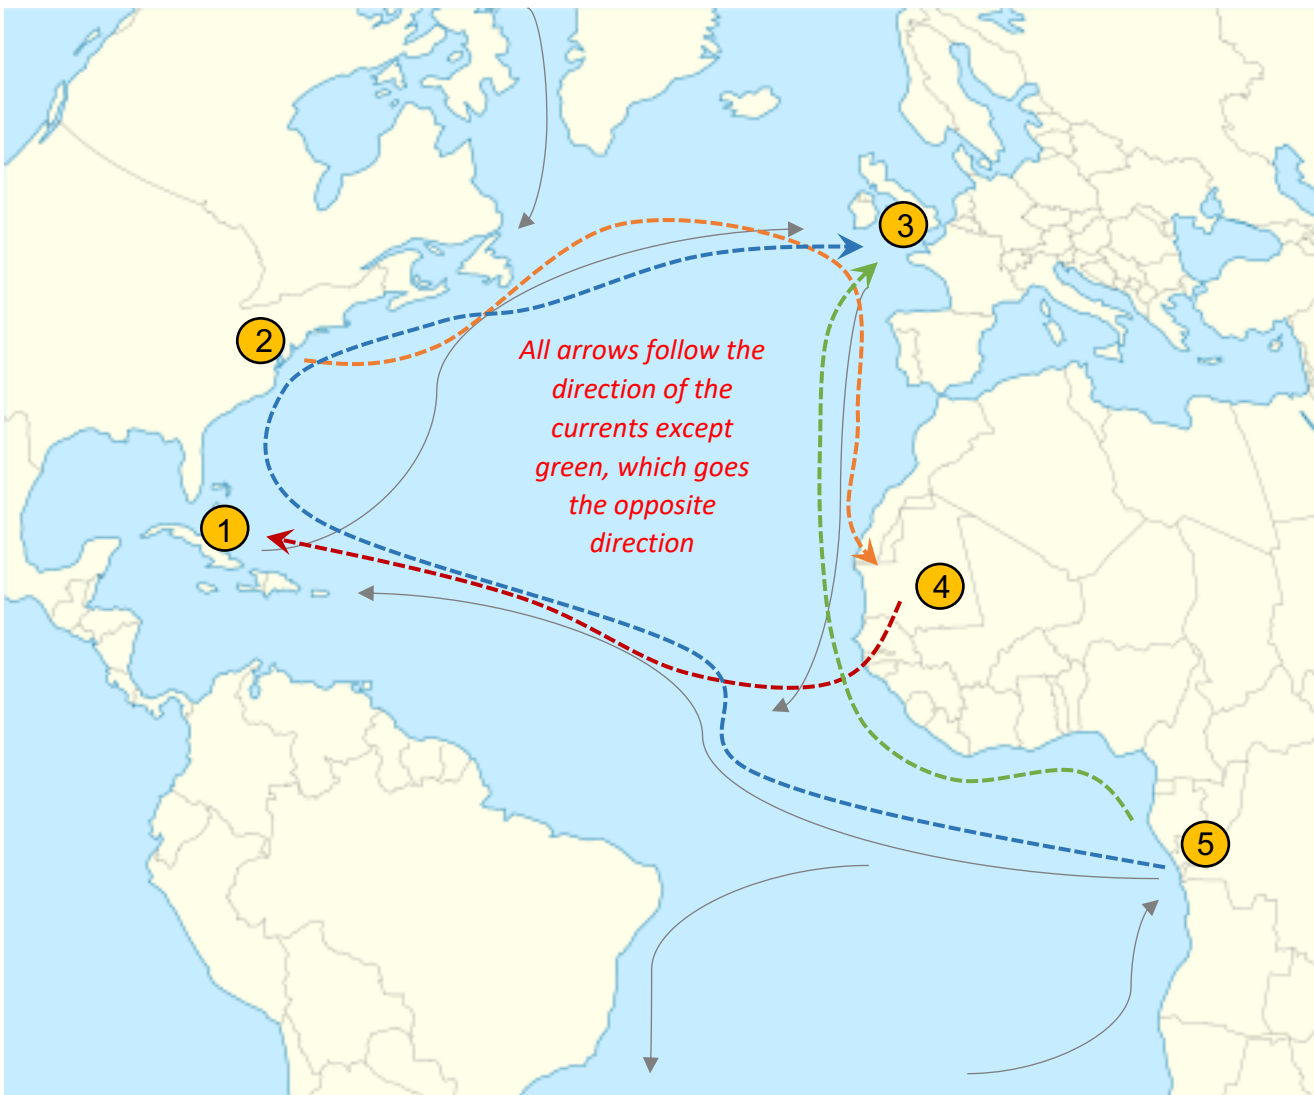 3
2
All arrows follow the
direction of the
currents except
green, which goes
the opposite
direction
1
4
5